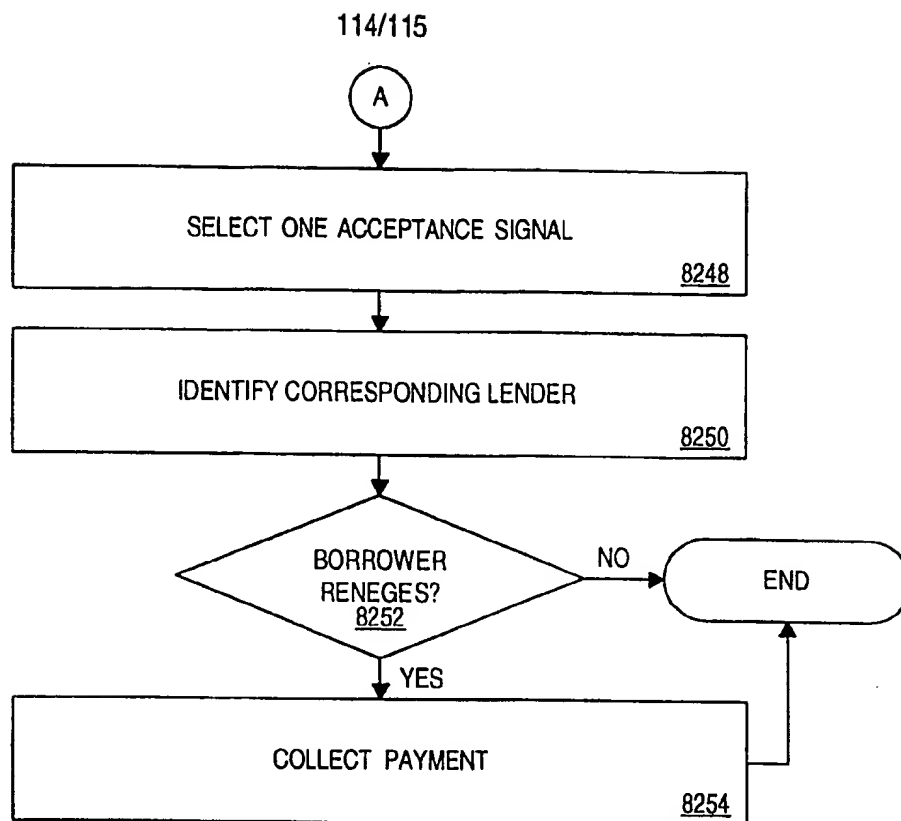 114/115
A
SELECT ONE ACCEPTANCE SIGNAL
8248
IDENTIFY CORRESPONDING LENDER
8250
BORROWER
RENEGES?
8252
NO
END
YES
COLLECT PAYMENT
8254